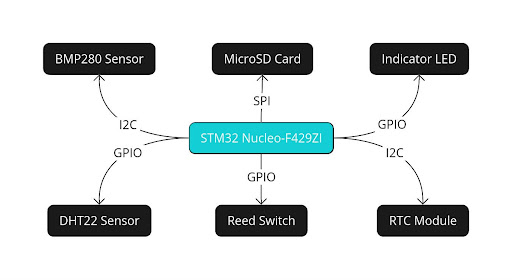 BMP280 Sensor
MicroSD Card
Indicator LED
SPI
I2C
GPIO
STM32 Nucleo-F429ZI
GPIO
I2C
GPIO
DHT22 Sensor
Reed Switch
RTC Module